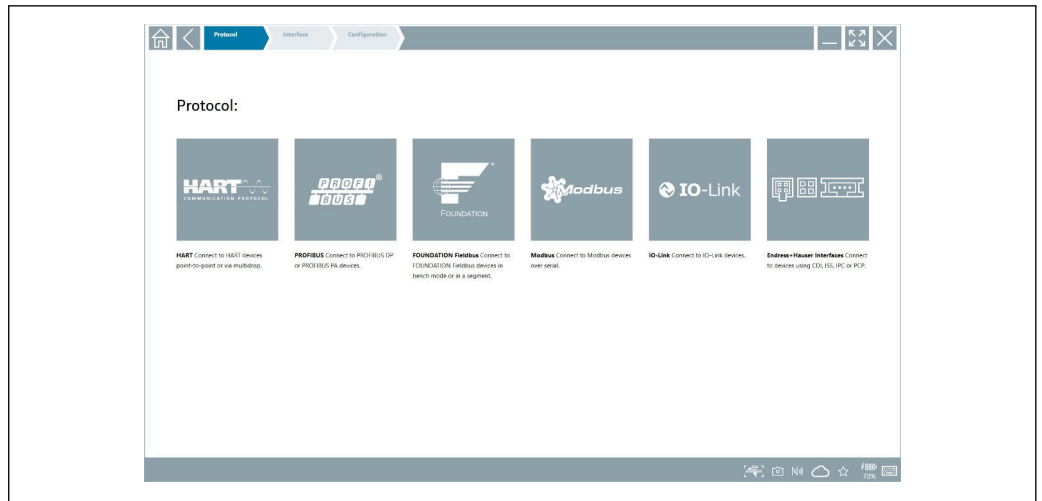 Protocol
Interface
Configuration
Protocol:
HART
COMMUNICATION PROTOCOL
PROFI
BUS
®
FOUNDATION
Modbus
IO-Link
HART Connect to HART devices
point-to-point or via multidrop.
PROFIBUS Connect to PROFIBUS DP
or PROFIBUS PA devices.
FOUNDATION Fieldbus Connect to
FOUNDATION Fieldbus devices in
bench mode or in a segment.
Modbus Connect to Modbus devices
over serial.
IO-Link Connect to IO-Link devices.
Endress+Hauser Interfaces Connect
to devices using CDI, ISS, IPC or PCP.
70%